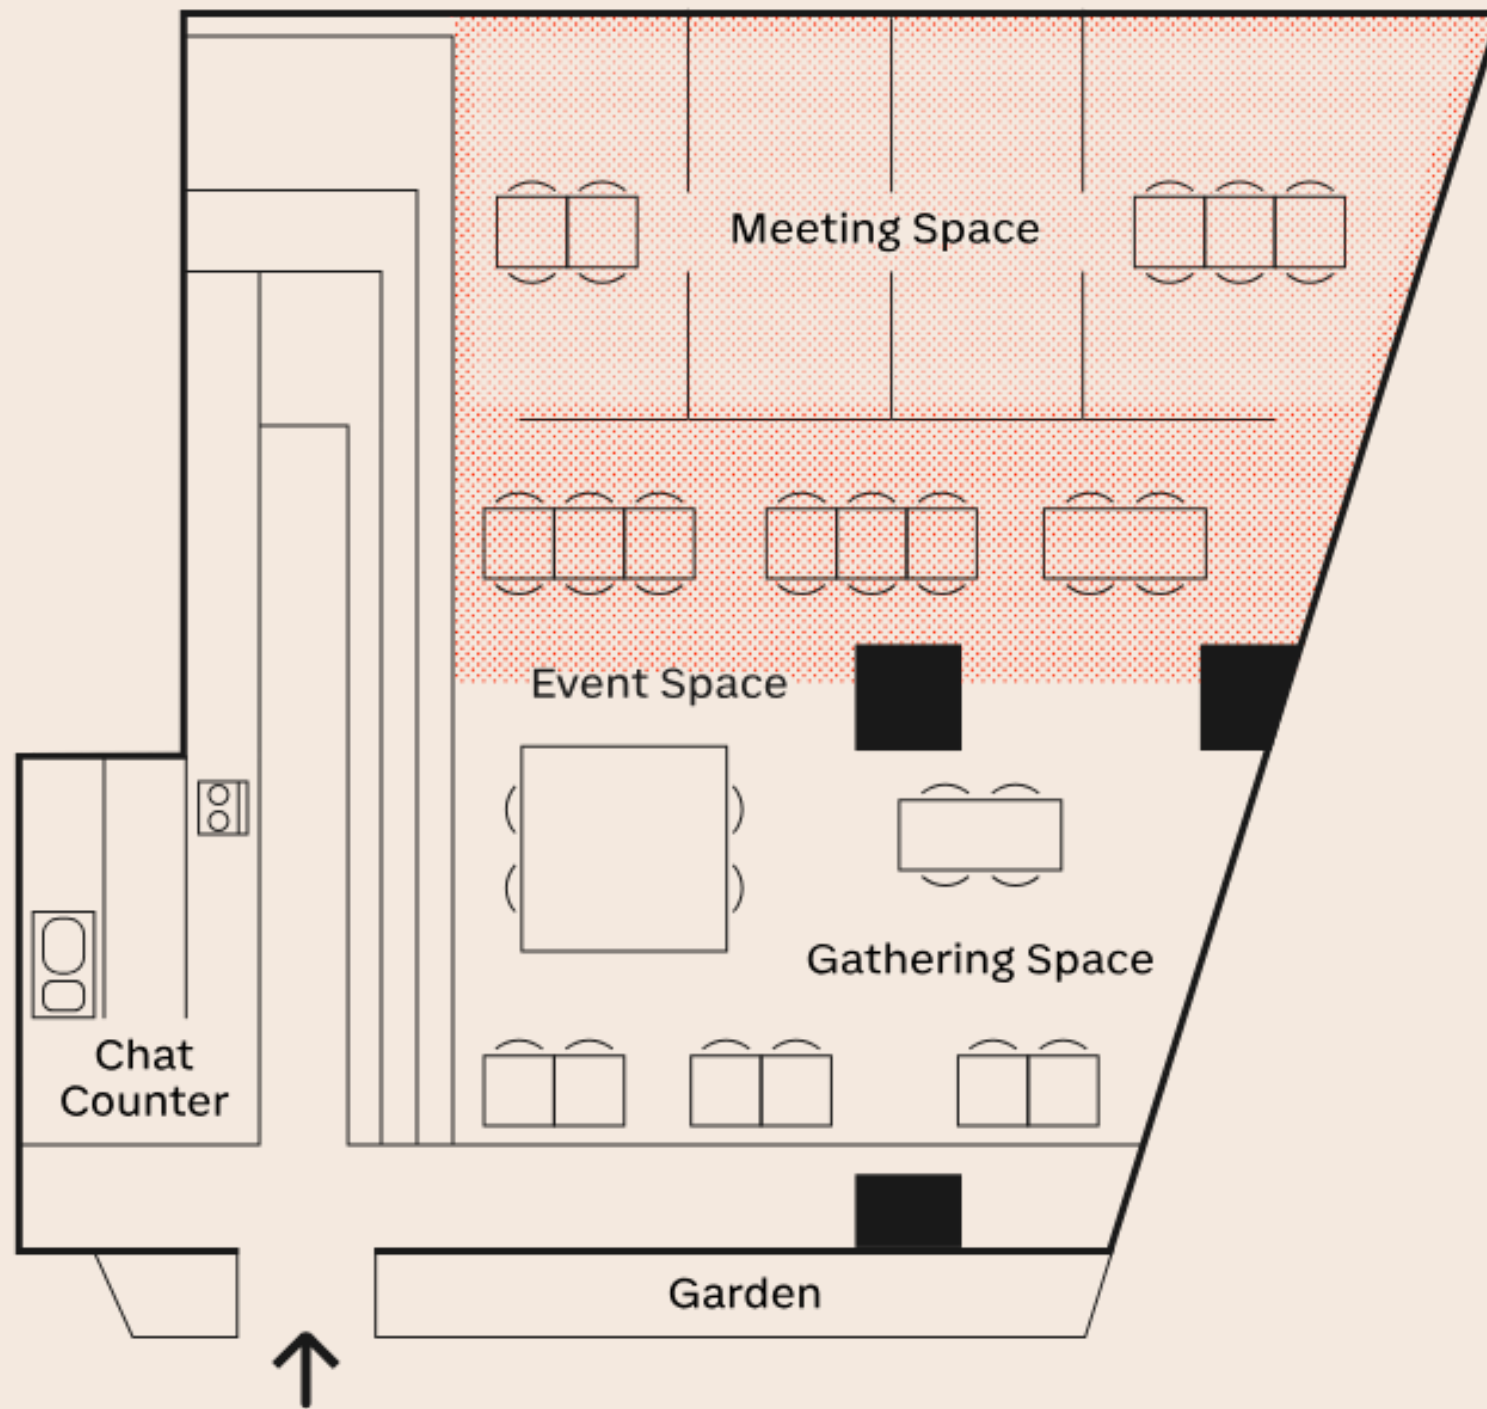 Meeting Space
Event Space
Gathering Space
Chat
Counter
Garden